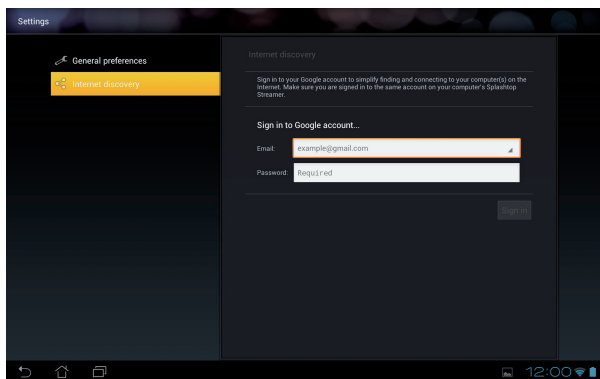 Settings
General preferences
Internet discovery
Internet discovery
Sign in to your Google account to simplify finding and connecting to your computer(s) on the
Internet. Make sure you are signed in to the same account on your computer's Splashtop
Streamer.
Sign in to Google account...
Email: example@gmail.com
Password: Required
Sign in
12:00